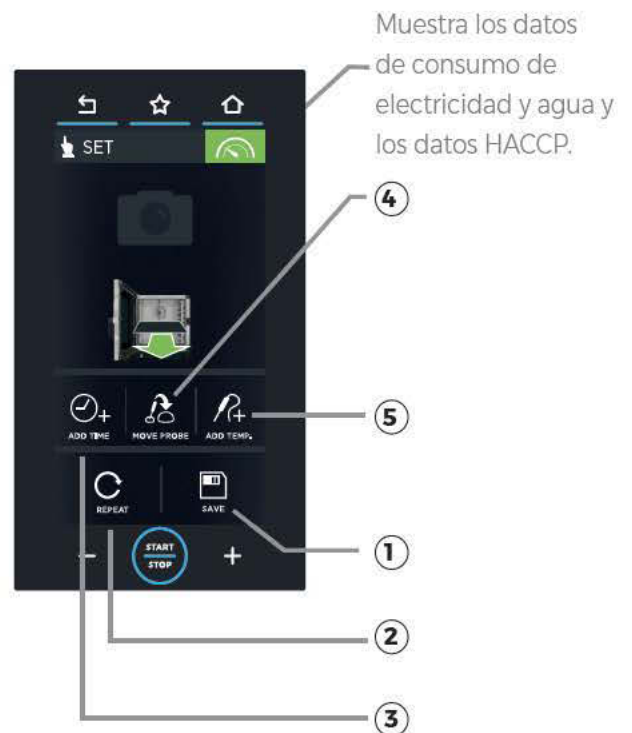 Muestra los datos
de consumo de
electricidad y agua y
los datos HACCP.
SET
4
ADD TIME
MOVE PROBE
ADD TEMP.
5
REPEAT
SAVE
1
-
START
STOP
+
2
3